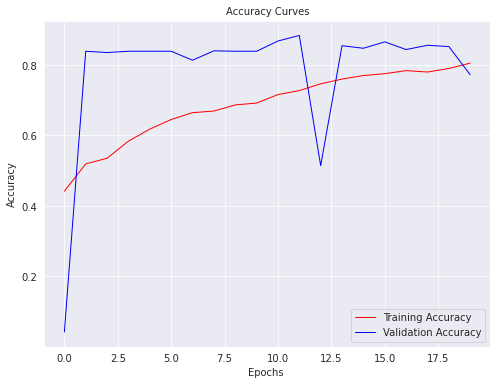 Accuracy Curves
Accuracy
0.8
0.6
0.4
0.2
0.0 2.5 5.0 7.5 10.0 12.5 15.0 17.5
Epochs
Training Accuracy
Validation Accuracy